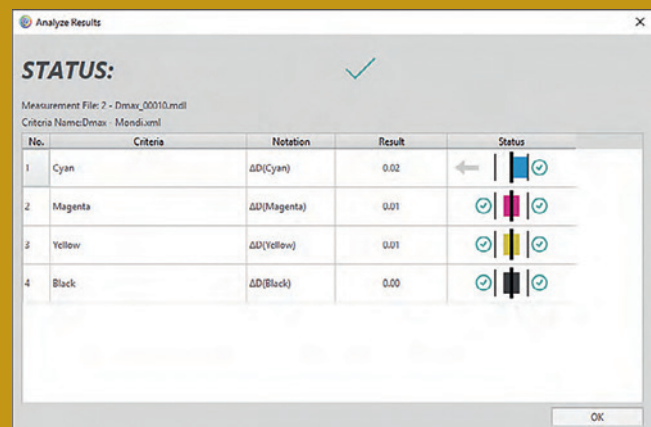 Analyze Results
STATUS:
Measurement File: 2 - Dmax_00010.mdl
Criteria Name:Dmax - Mondi.xml
No. Criteria Notation Result Status
1 Cyan ΔD(Cyan) 0.02
2 Magenta ΔD(Magenta) 0.01
3 Yellow ΔD(Yellow) 0.01
4 Black ΔD(Black) 0.00
OK